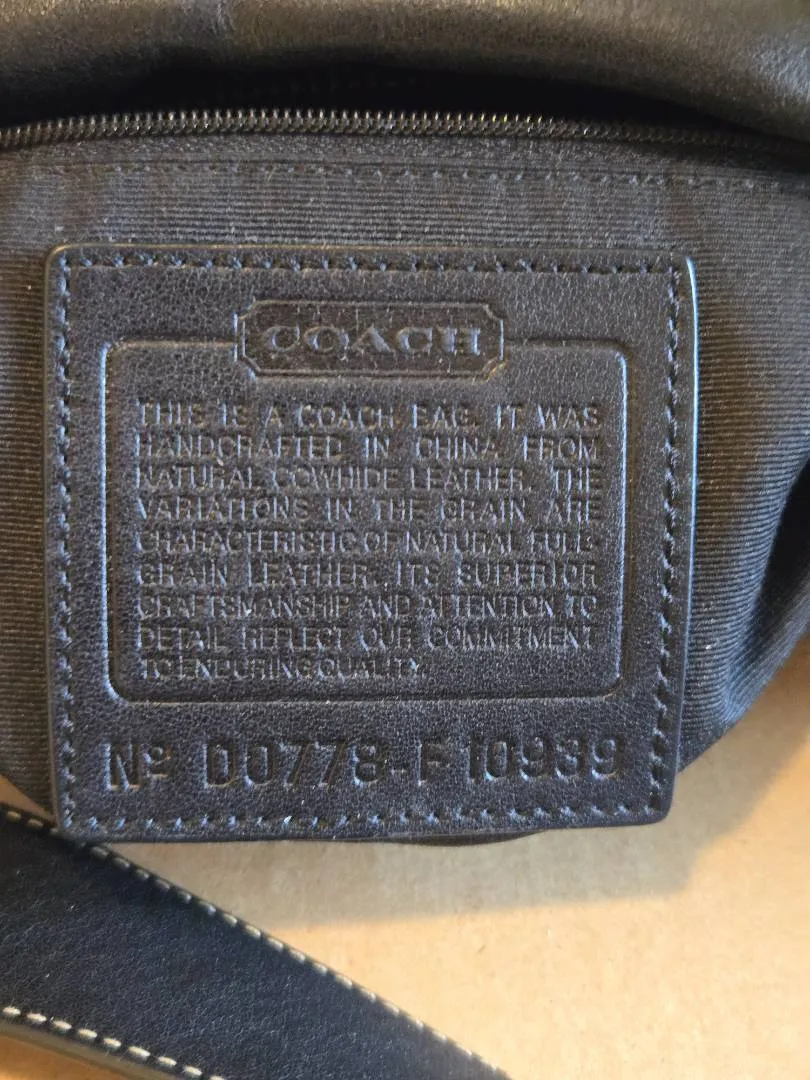 COACH
THIS IS A COACH BAG. IT WAS
HANDCRAFTED IN CHINA FROM
NATURAL COWHIDE LEATHER. THE
VARIATIONS IN THE GRAIN ARE
CHARACTERISTIC OF NATURAL FULL-
GRAIN LEATHER. ITS SUPERIOR
CRAFTSMANSHIP AND ATTENTION TO
DETAIL REFLECT OUR COMMITMENT
TO ENDURING QUALITY.
Nº D0778-F10939